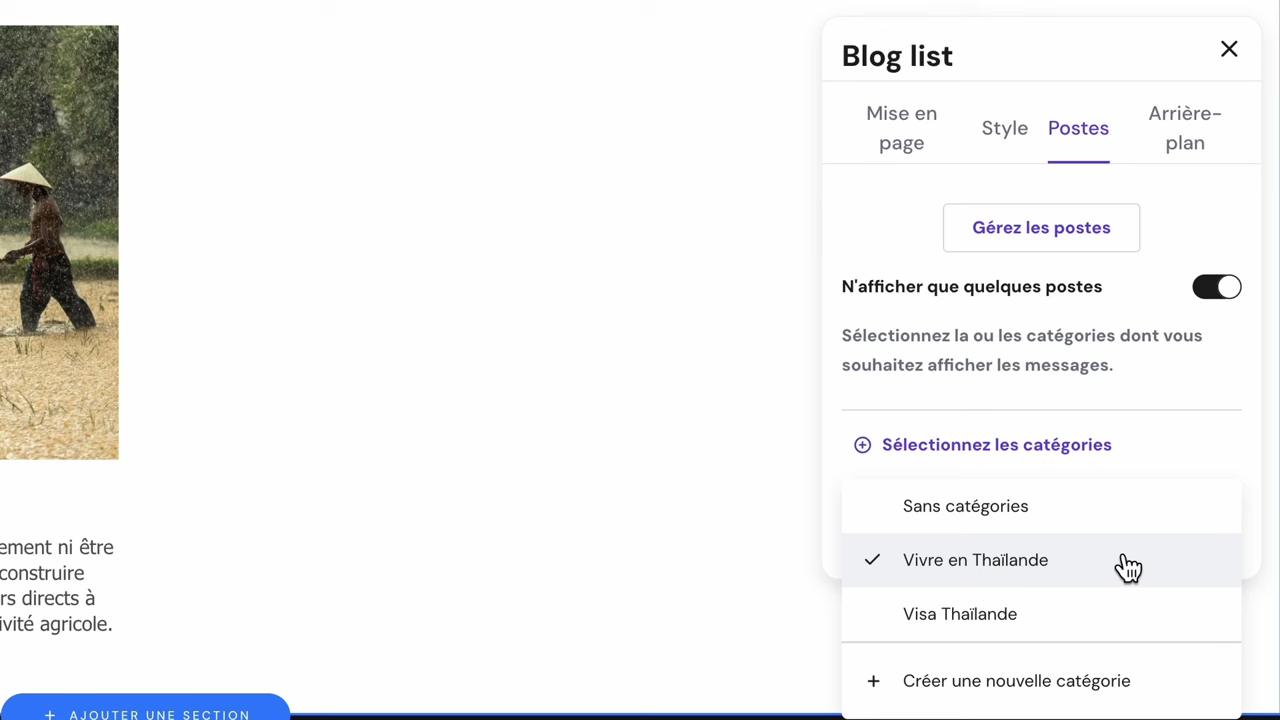 Blog list
Mise en
page
Style
Postes
Arrière-
plan
Gérez les postes
N'afficher que quelques postes
Sélectionnez la ou les catégories dont vous
souhaitez afficher les messages.
Sélectionnez les catégories
Sans catégories
Vivre en Thaïlande
Visa Thaïlande
+ Créer une nouvelle catégorie
ement ni être
construire
rs directs à
ivité agricole.
+ AJOUTER UNE SECTION